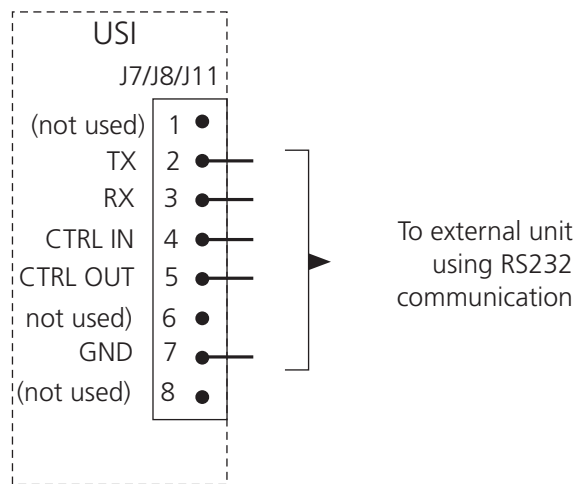 USI
J7/J8/J11
(not used) 1
TX 2
RX 3
CTRL IN 4
CTRL OUT 5
not used) 6
GND 7
(not used) 8
To external unit
using RS232
communication